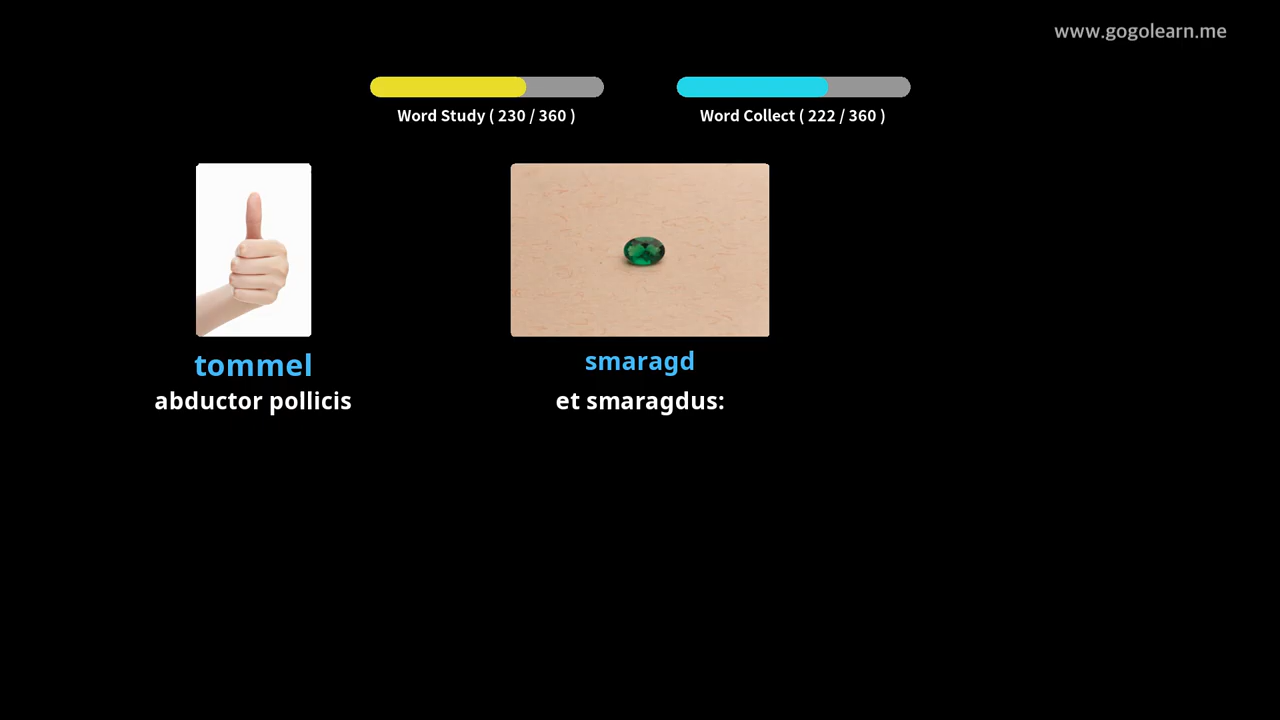 www.gogolearn.me
Word Study ( 230 / 360 )
Word Collect ( 222 / 360 )
tommel
abductor pollicis
smaragd
et smaragdus: